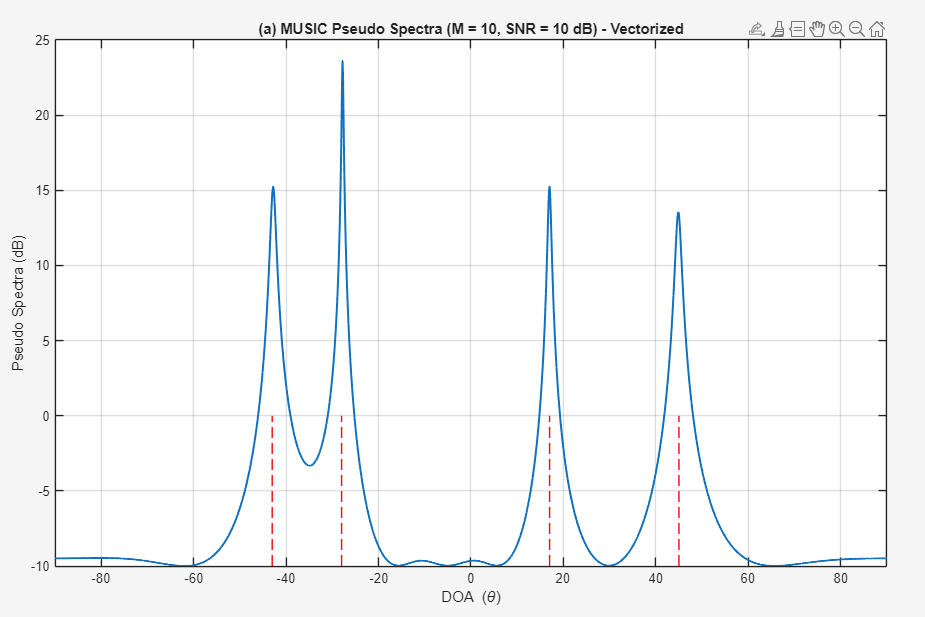 (a) MUSIC Pseudo Spectra (M = 10, SNR = 10 dB) - Vectorized
25
20
15
10
5
0
-5
-10
Pseudo Spectra (dB)
-80 -60 -40 -20 0 20 40 60 80
DOA (θ)